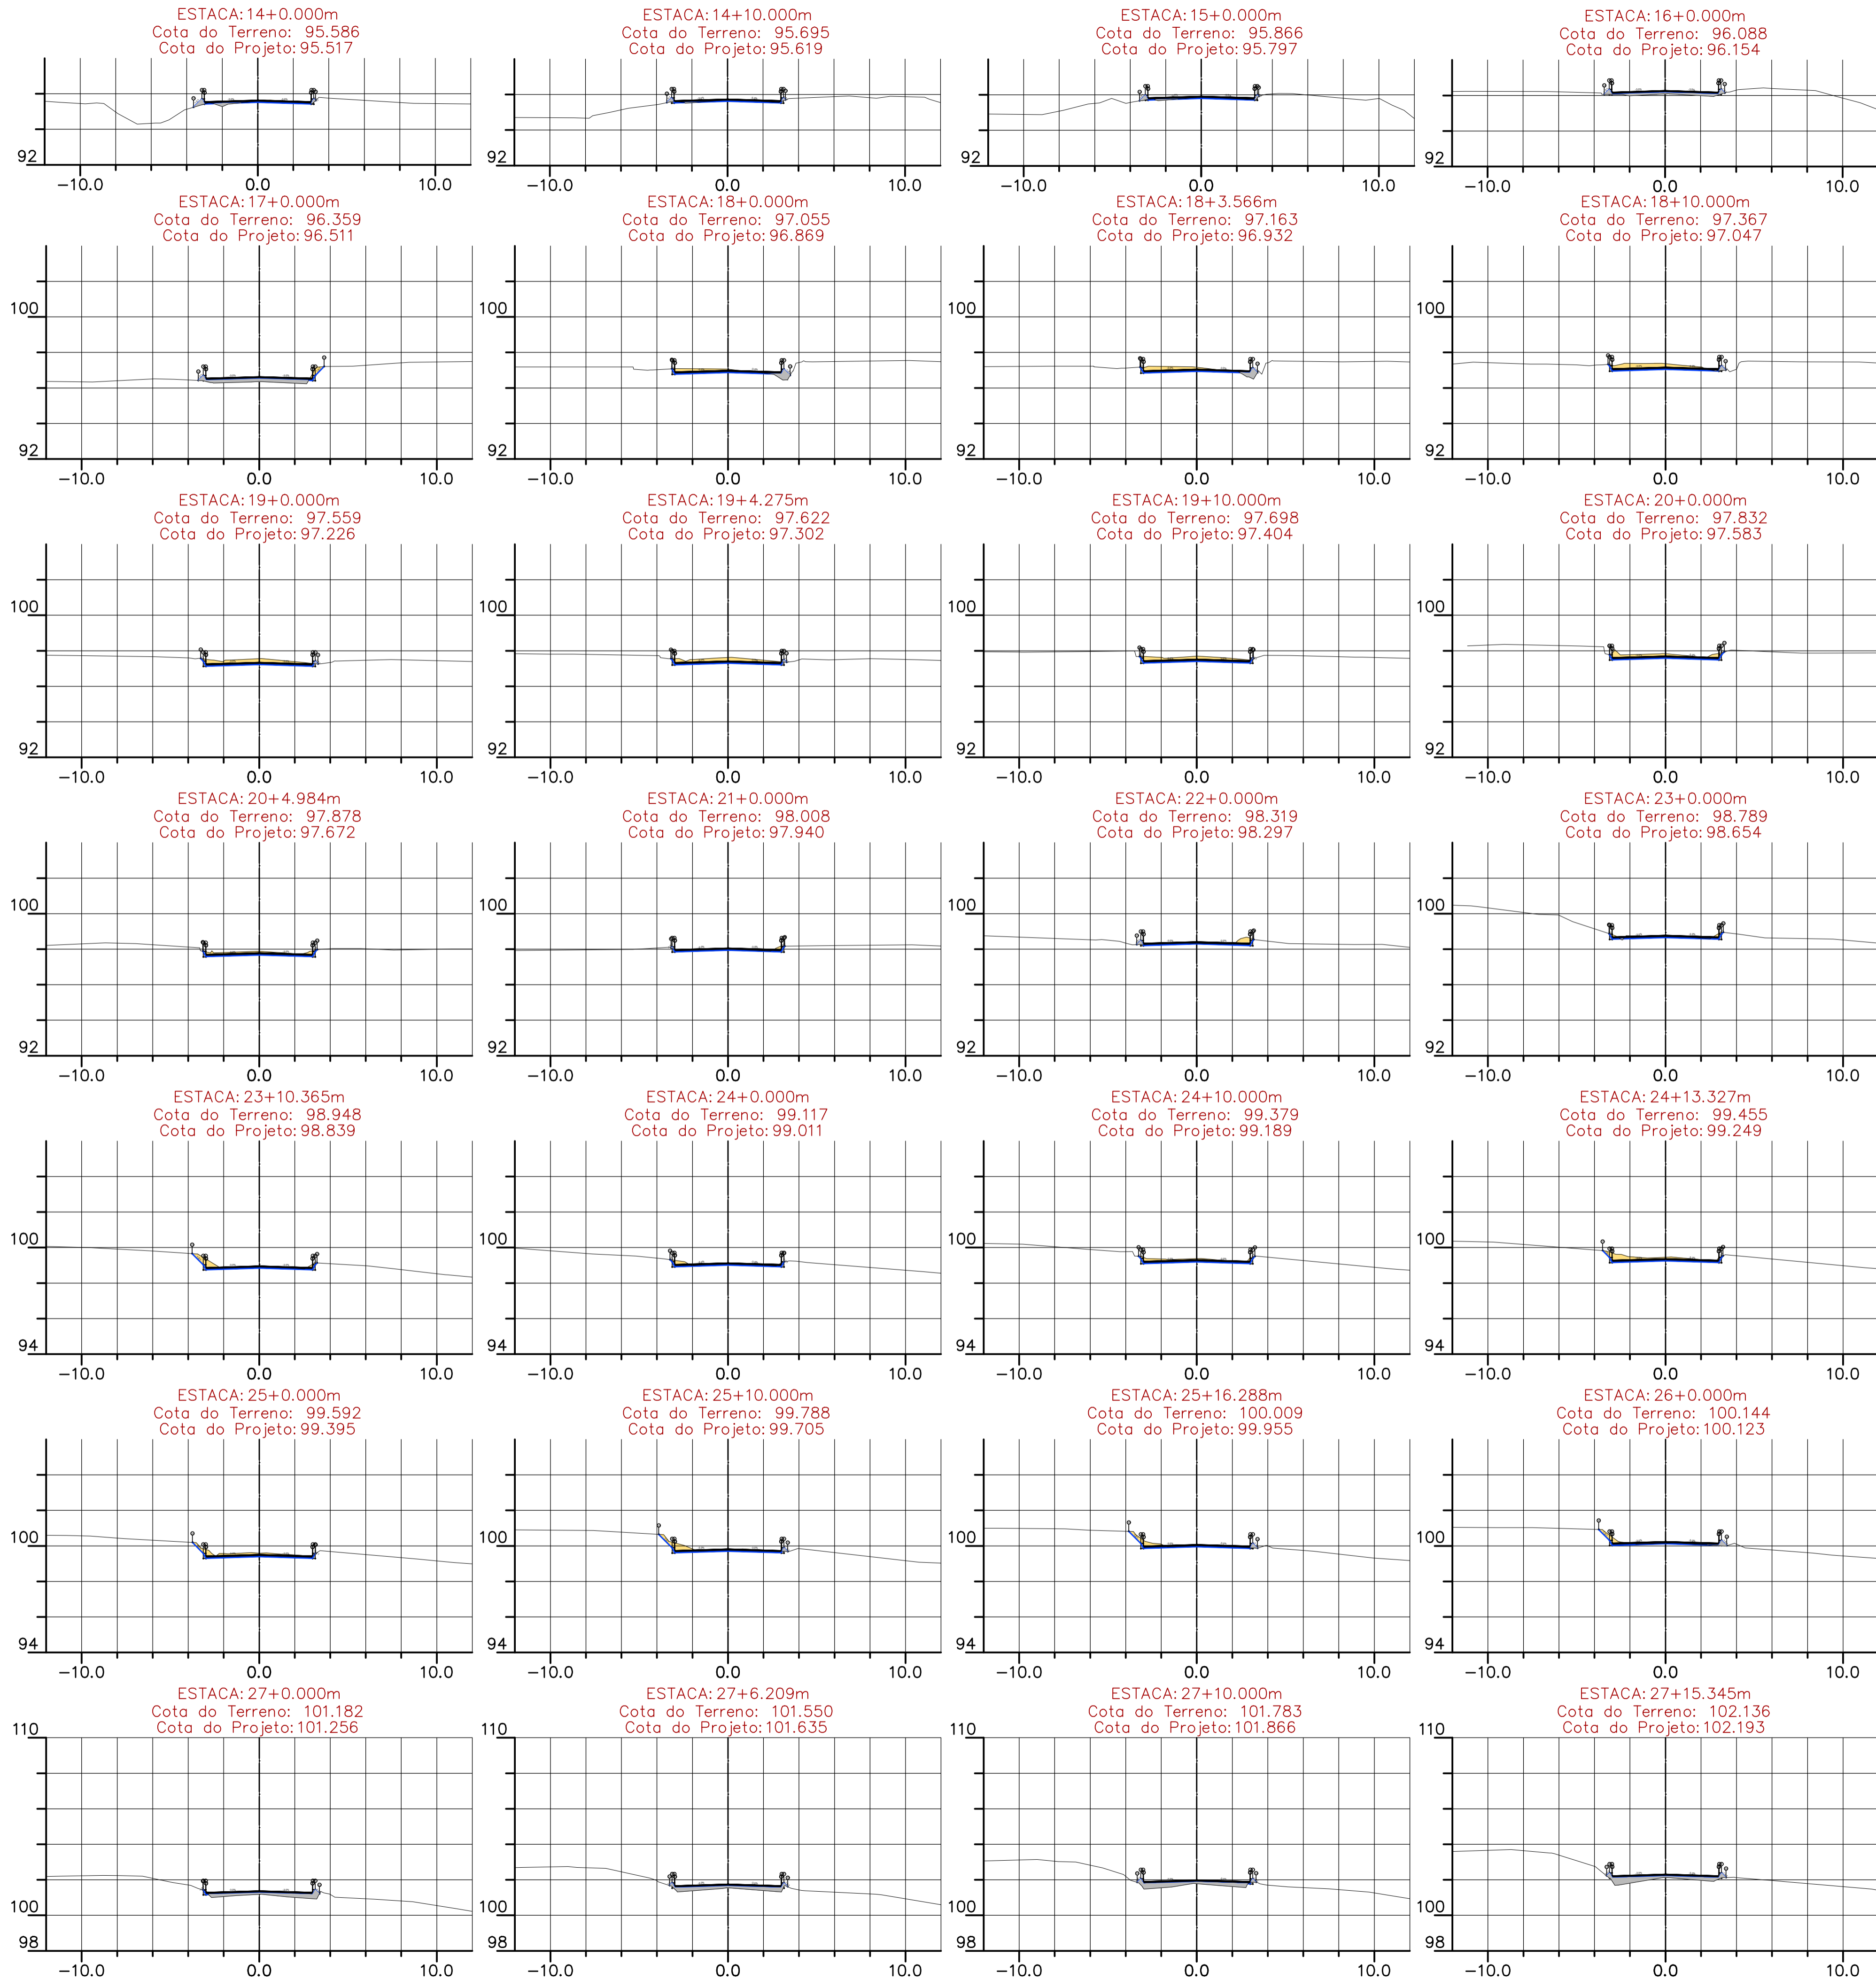 ESTACA:14+0.000m
Cota do Terreno: 95.586
Cota do Projeto:95.517
92
-10.0 0.0 10.0
ESTACA:14+10.000m
Cota do Terreno: 95.695
Cota do Projeto:95.619
92
-10.0 0.0 10.0
ESTACA:15+0.000m
Cota do Terreno: 95.866
Cota do Projeto:95.797
92
-10.0 0.0 10.0
ESTACA:16+0.000m
Cota do Terreno: 96.088
Cota do Projeto:96.154
92
-10.0 0.0 10.0
ESTACA:17+0.000m
Cota do Terreno: 96.359
Cota do Projeto:96.511
100
92
-10.0 0.0 10.0
ESTACA:18+0.000m
Cota do Terreno: 97.055
Cota do Projeto:96.869
100
92
-10.0 0.0 10.0
ESTACA:18+3.566m
Cota do Terreno: 97.163
Cota do Projeto:96.932
100
92
-10.0 0.0 10.0
ESTACA:18+10.000m
Cota do Terreno: 97.367
Cota do Projeto:97.047
100
92
-10.0 0.0 10.0
ESTACA:19+0.000m
Cota do Terreno: 97.559
Cota do Projeto:97.226
100
92
-10.0 0.0 10.0
ESTACA:19+4.275m
Cota do Terreno: 97.622
Cota do Projeto:97.302
100
92
-10.0 0.0 10.0
ESTACA:19+10.000m
Cota do Terreno: 97.698
Cota do Projeto:97.404
100
92
-10.0 0.0 10.0
ESTACA:20+0.000m
Cota do Terreno: 97.832
Cota do Projeto:97.583
100
92
-10.0 0.0 10.0
ESTACA:20+4.984m
Cota do Terreno: 97.878
Cota do Projeto:97.672
100
92
-10.0 0.0 10.0
ESTACA:21+0.000m
Cota do Terreno: 98.008
Cota do Projeto:97.940
100
92
-10.0 0.0 10.0
ESTACA:22+0.000m
Cota do Terreno: 98.319
Cota do Projeto:98.297
100
92
-10.0 0.0 10.0
ESTACA:23+0.000m
Cota do Terreno: 98.789
Cota do Projeto:98.654
100
92
-10.0 0.0 10.0
ESTACA:23+10.365m
Cota do Terreno: 98.948
Cota do Projeto:98.839
100
94
-10.0 0.0 10.0
ESTACA:24+0.000m
Cota do Terreno: 99.117
Cota do Projeto:99.011
100
94
-10.0 0.0 10.0
ESTACA:24+10.000m
Cota do Terreno: 99.379
Cota do Projeto:99.189
100
94
-10.0 0.0 10.0
ESTACA:24+13.327m
Cota do Terreno: 99.455
Cota do Projeto:99.249
100
94
-10.0 0.0 10.0
ESTACA:25+0.000m
Cota do Terreno: 99.592
Cota do Projeto:99.395
100
94
-10.0 0.0 10.0
ESTACA:25+10.000m
Cota do Terreno: 99.788
Cota do Projeto:99.705
100
94
-10.0 0.0 10.0
ESTACA:25+16.288m
Cota do Terreno: 100.009
Cota do Projeto:99.955
100
94
-10.0 0.0 10.0
ESTACA:26+0.000m
Cota do Terreno: 100.144
Cota do Projeto:100.123
100
94
-10.0 0.0 10.0
ESTACA:27+0.000m
Cota do Terreno: 101.182
Cota do Projeto:101.256
110
100
98
-10.0 0.0 10.0
ESTACA:27+6.209m
Cota do Terreno: 101.550
Cota do Projeto:101.635
110
100
98
-10.0 0.0 10.0
ESTACA:27+10.000m
Cota do Terreno: 101.783
Cota do Projeto:101.866
110
100
98
-10.0 0.0 10.0
ESTACA:27+15.345m
Cota do Terreno: 102.136
Cota do Projeto:102.193
110
100
98
-10.0 0.0 10.0